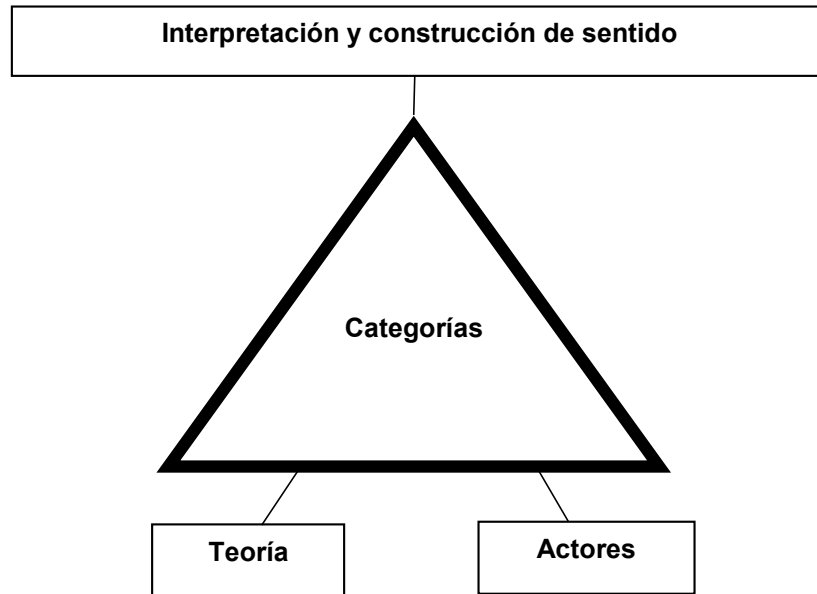 Interpretación y construcción de sentido
Categorías
Teoría
Actores